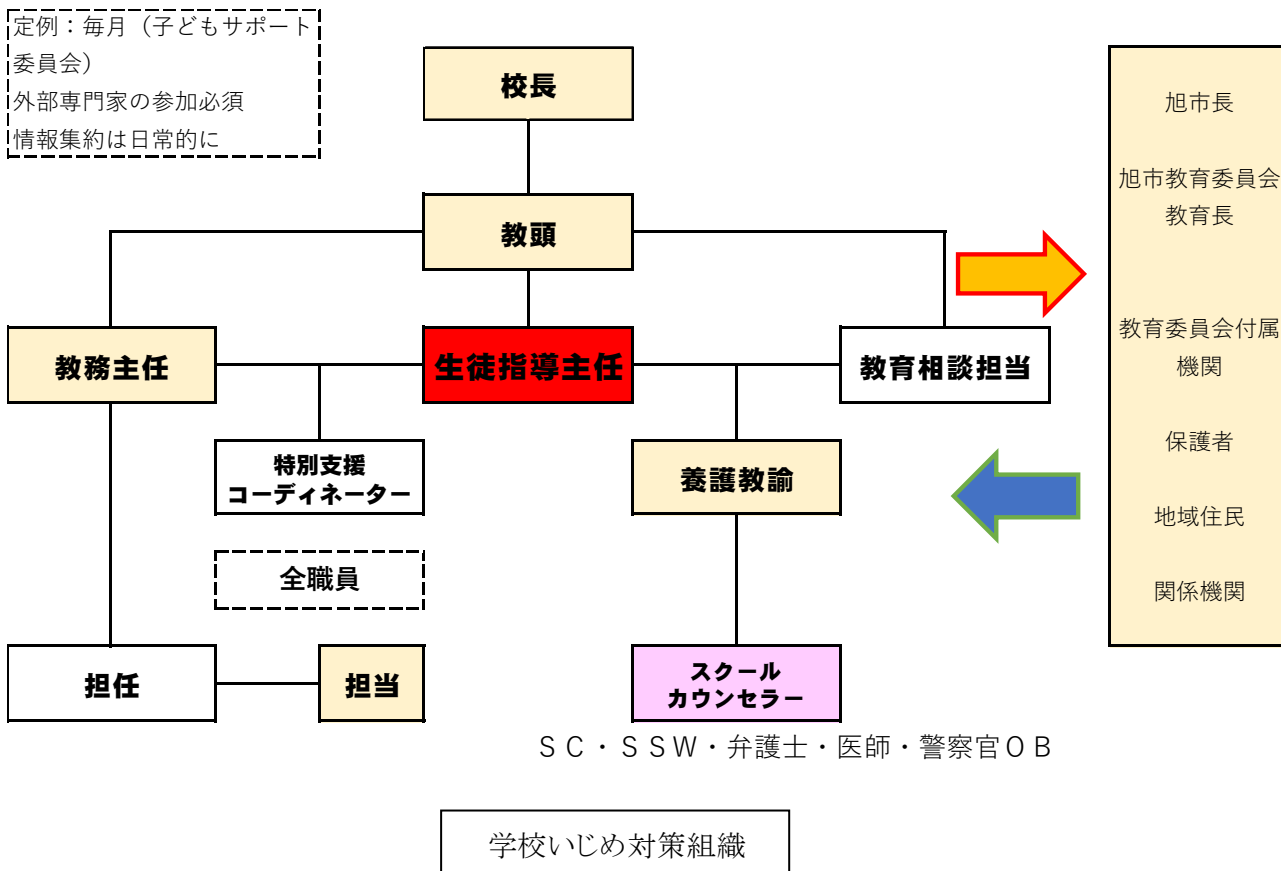 定例：毎月（子どもサポート
委員会）
外部専門家の参加必須
情報集約は日常的に
校長
教頭
教務主任
生徒指導主任
教育相談担当
特別支援
コーディネーター
養護教諭
全職員
担任
担当
スクール
カウンセラー
ＳＣ・ＳＳＷ・弁護士・医師・警察官ＯＢ
旭市長
旭市教育委員会
教育長
教育委員会付属
機関
保護者
地域住民
関係機関
学校いじめ対策組織